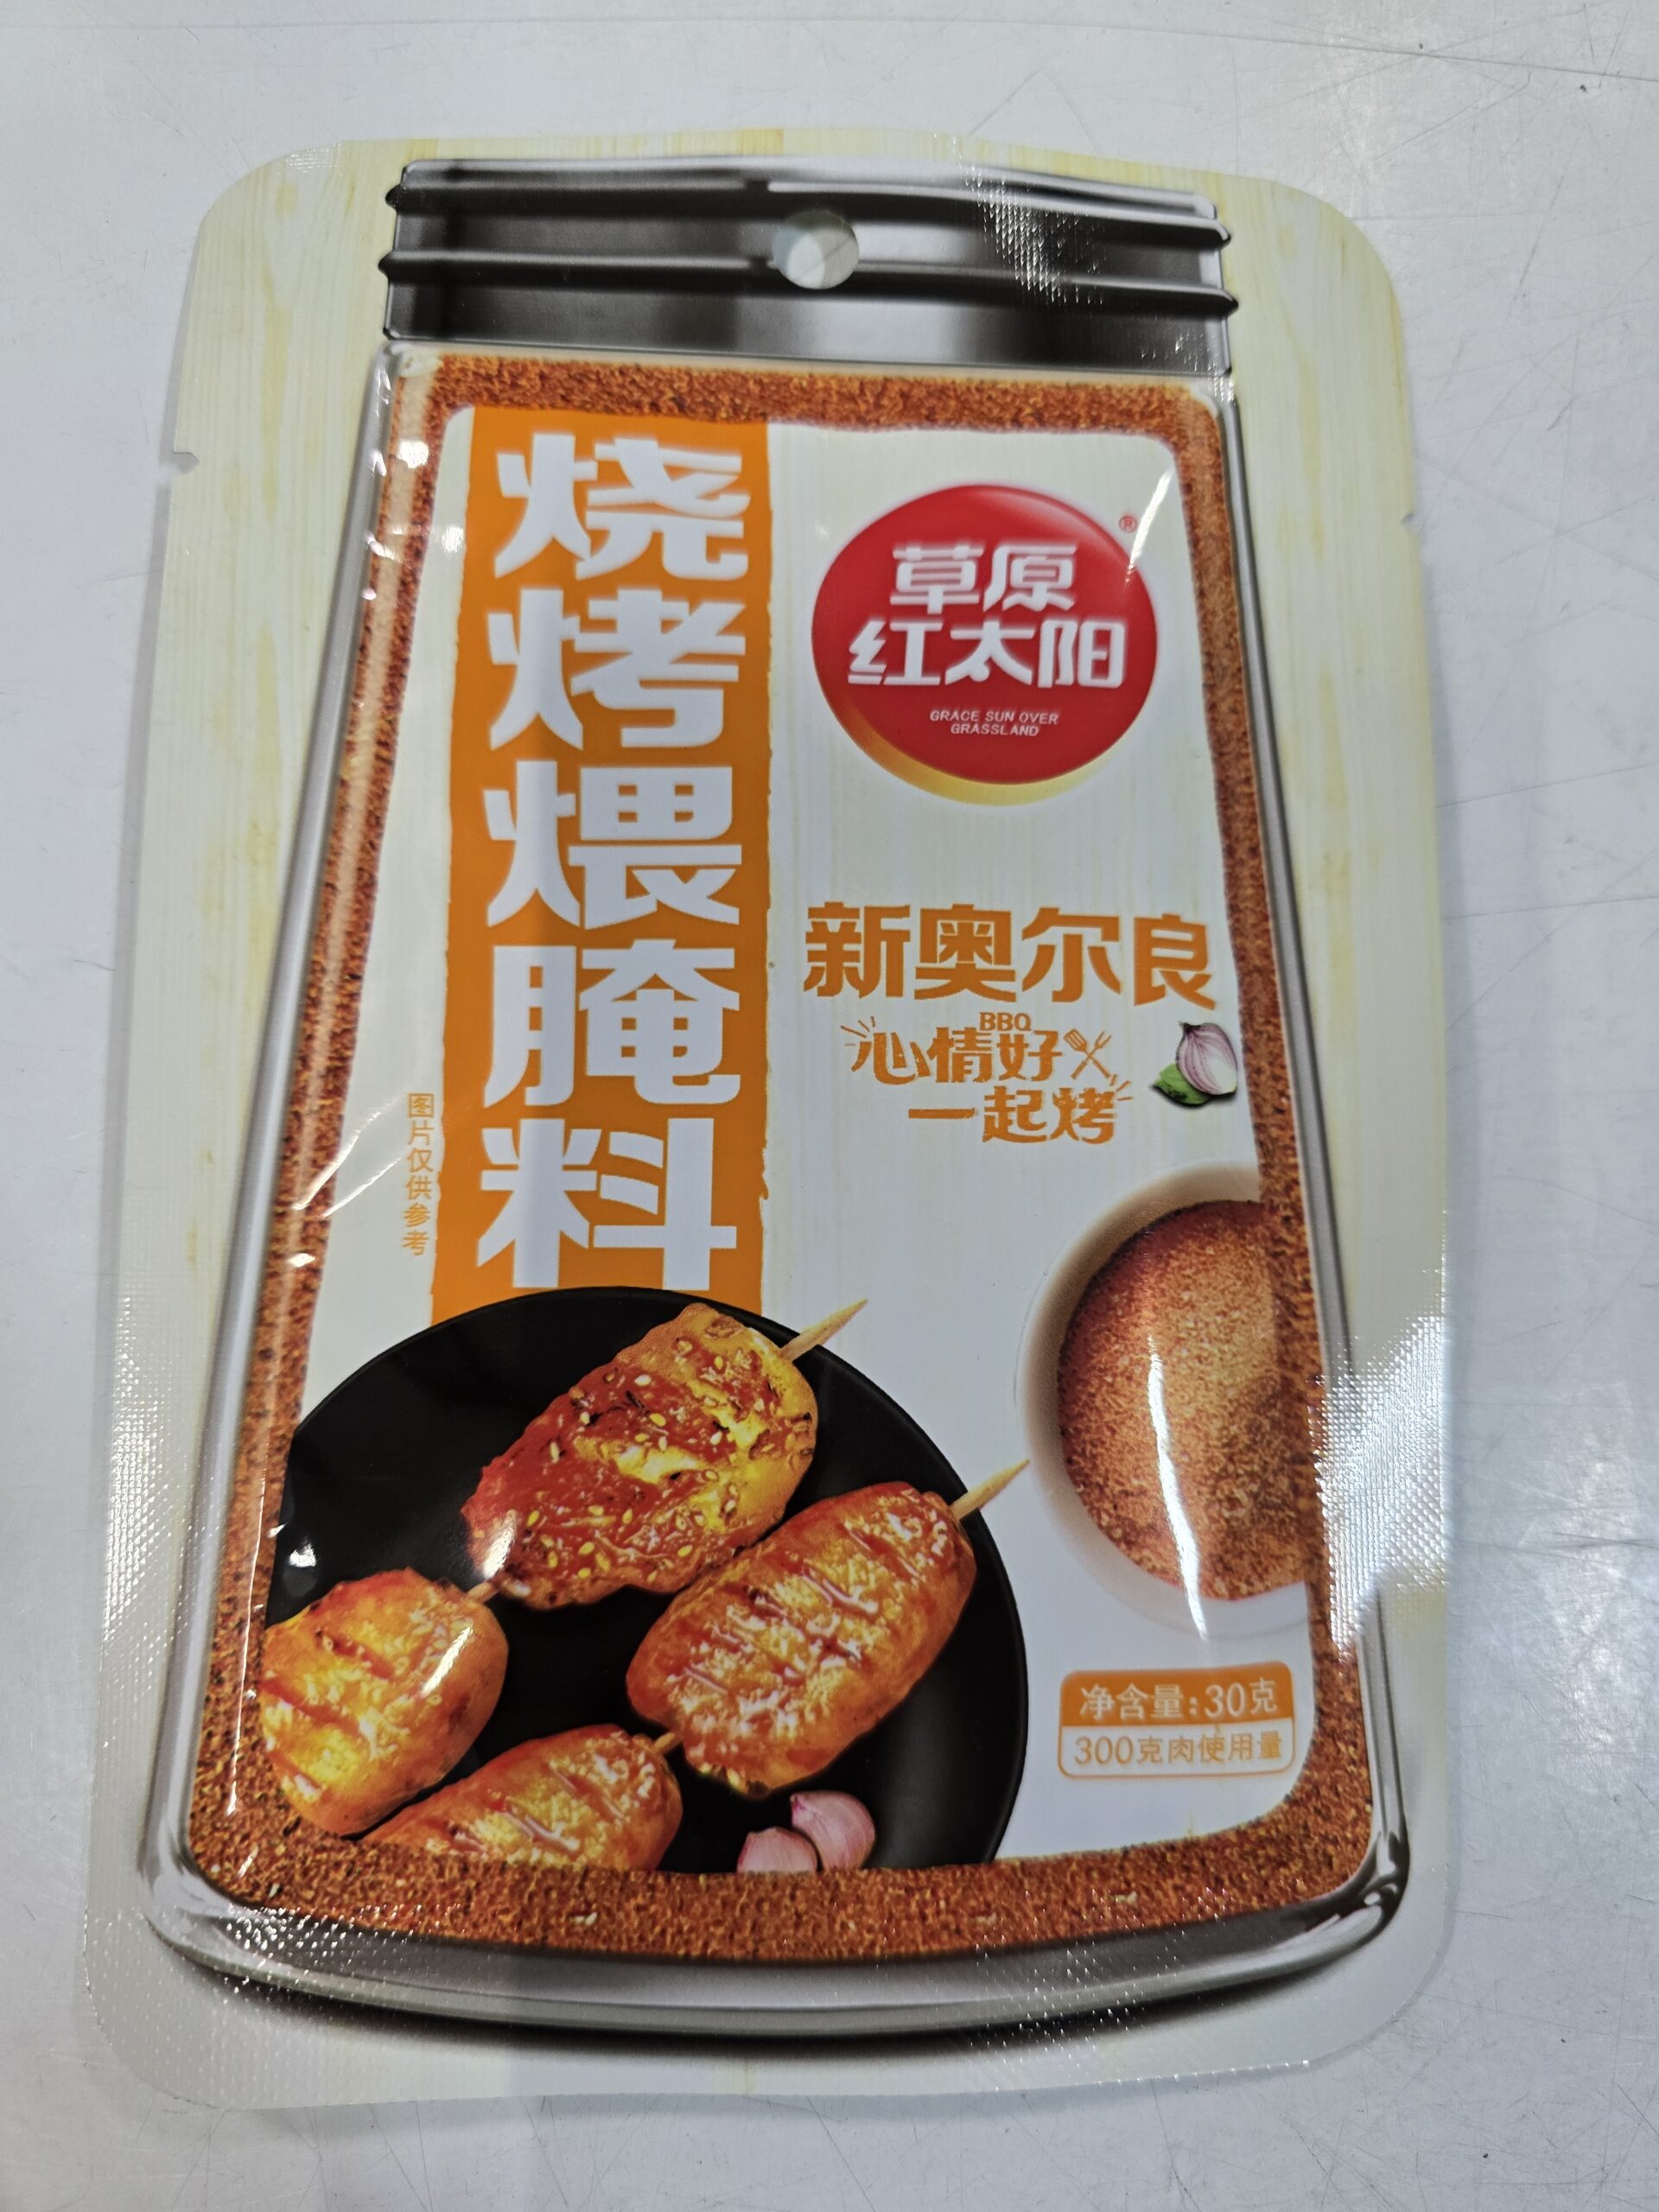 烧烤煨腌料
草原
红太阳
®
GRACE SUN OVER
GRASSLAND
新奥尔良
BBQ
心情好
一起烤
图片仅供参考
净含量:30克
300克肉使用量